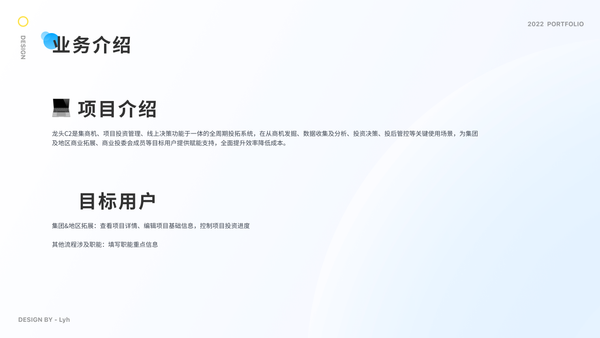 2022 PORTFOLIO
DESIGN
业务介绍
项目介绍
龙头C2是集商机、项目投资管理、线上决策功能于一体的全周期投拓系统，在从商机发掘、数据收集及分析、投资决策、投后管控等关键使用场景，为集团
及地区商业拓展、商业投委会成员等目标用户提供赋能支持，全面提升效率降低成本。
目标用户
集团&地区拓展：查看项目详情、编辑项目基础信息，控制项目投资进度
其他流程涉及职能：填写职能重点信息
DESIGN BY - Lyh